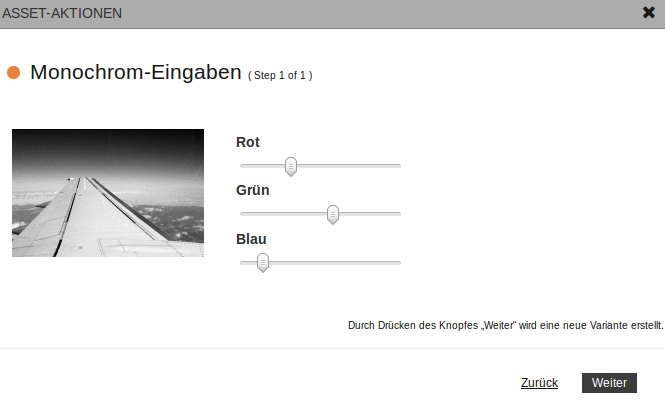 ASSET-AKTIONEN
Monochrom-Eingaben ( Step 1 of 1 )
Rot
Grün
Blau
Durch Drücken des Knopfes „Weiter“ wird eine neue Variante erstellt.
Zurück Weiter